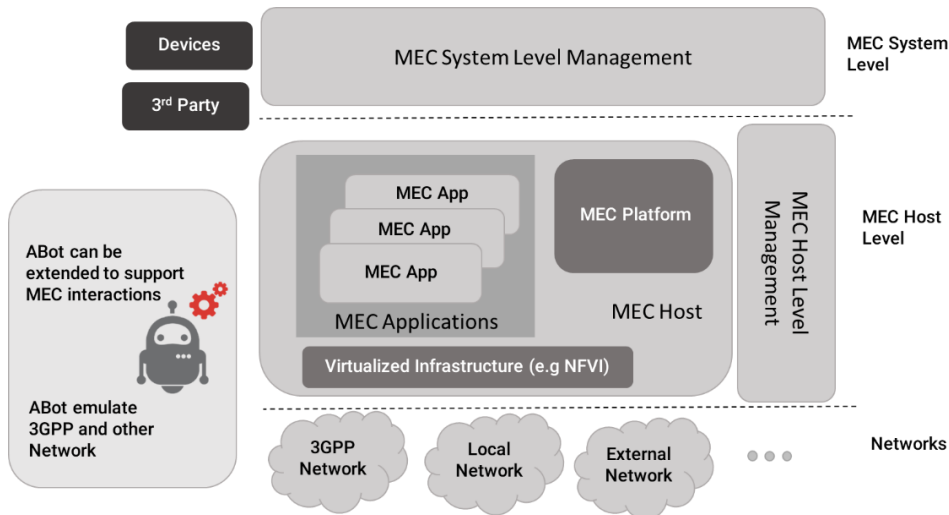 Devices
3rd Party
MEC System Level Management
MEC System
Level
MEC App
MEC App
MEC App
MEC Applications
MEC Platform
MEC Host
Virtualized Infrastructure (e.g NFVI)
MEC Host Level
Management
MEC Host
Level
ABot can be
extended to support
MEC interactions
ABot emulate
3GPP and other
Network
3GPP
Network
Local
Network
External
Network
Networks